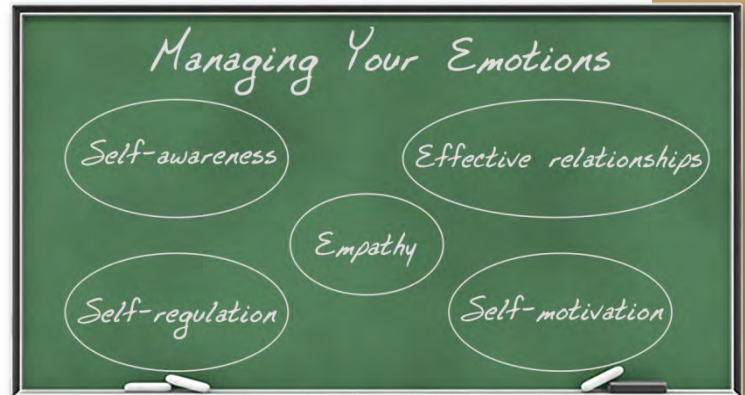 Managing Your Emotions
Self-awareness
Effective relationships
Empathy
Self-regulation
Self-motivation